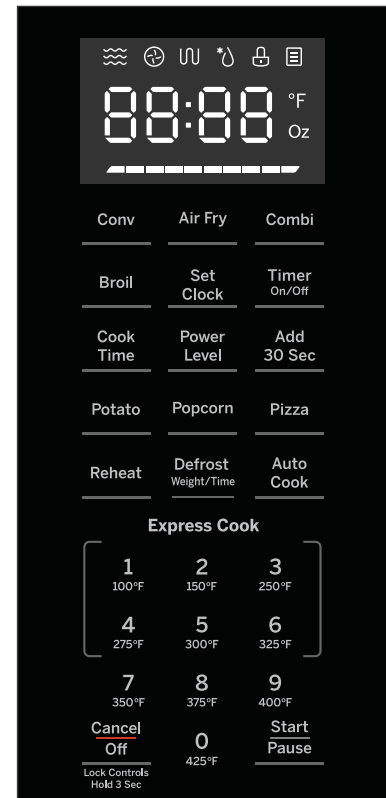 88:88
°F
Oz
Conv Air Fry Combi
Broil Set Clock Timer On/Off
Cook Time Power Level Add 30 Sec
Potato Popcorn Pizza
Reheat Defrost Weight/Time Auto Cook
Express Cook
1 2 3
100°F 150°F 250°F
4 5 6
275°F 300°F 325°F
7 8 9
350°F 375°F 400°F
Cancel Off 0 425°F Start Pause
Lock Controls
Hold 3 Sec